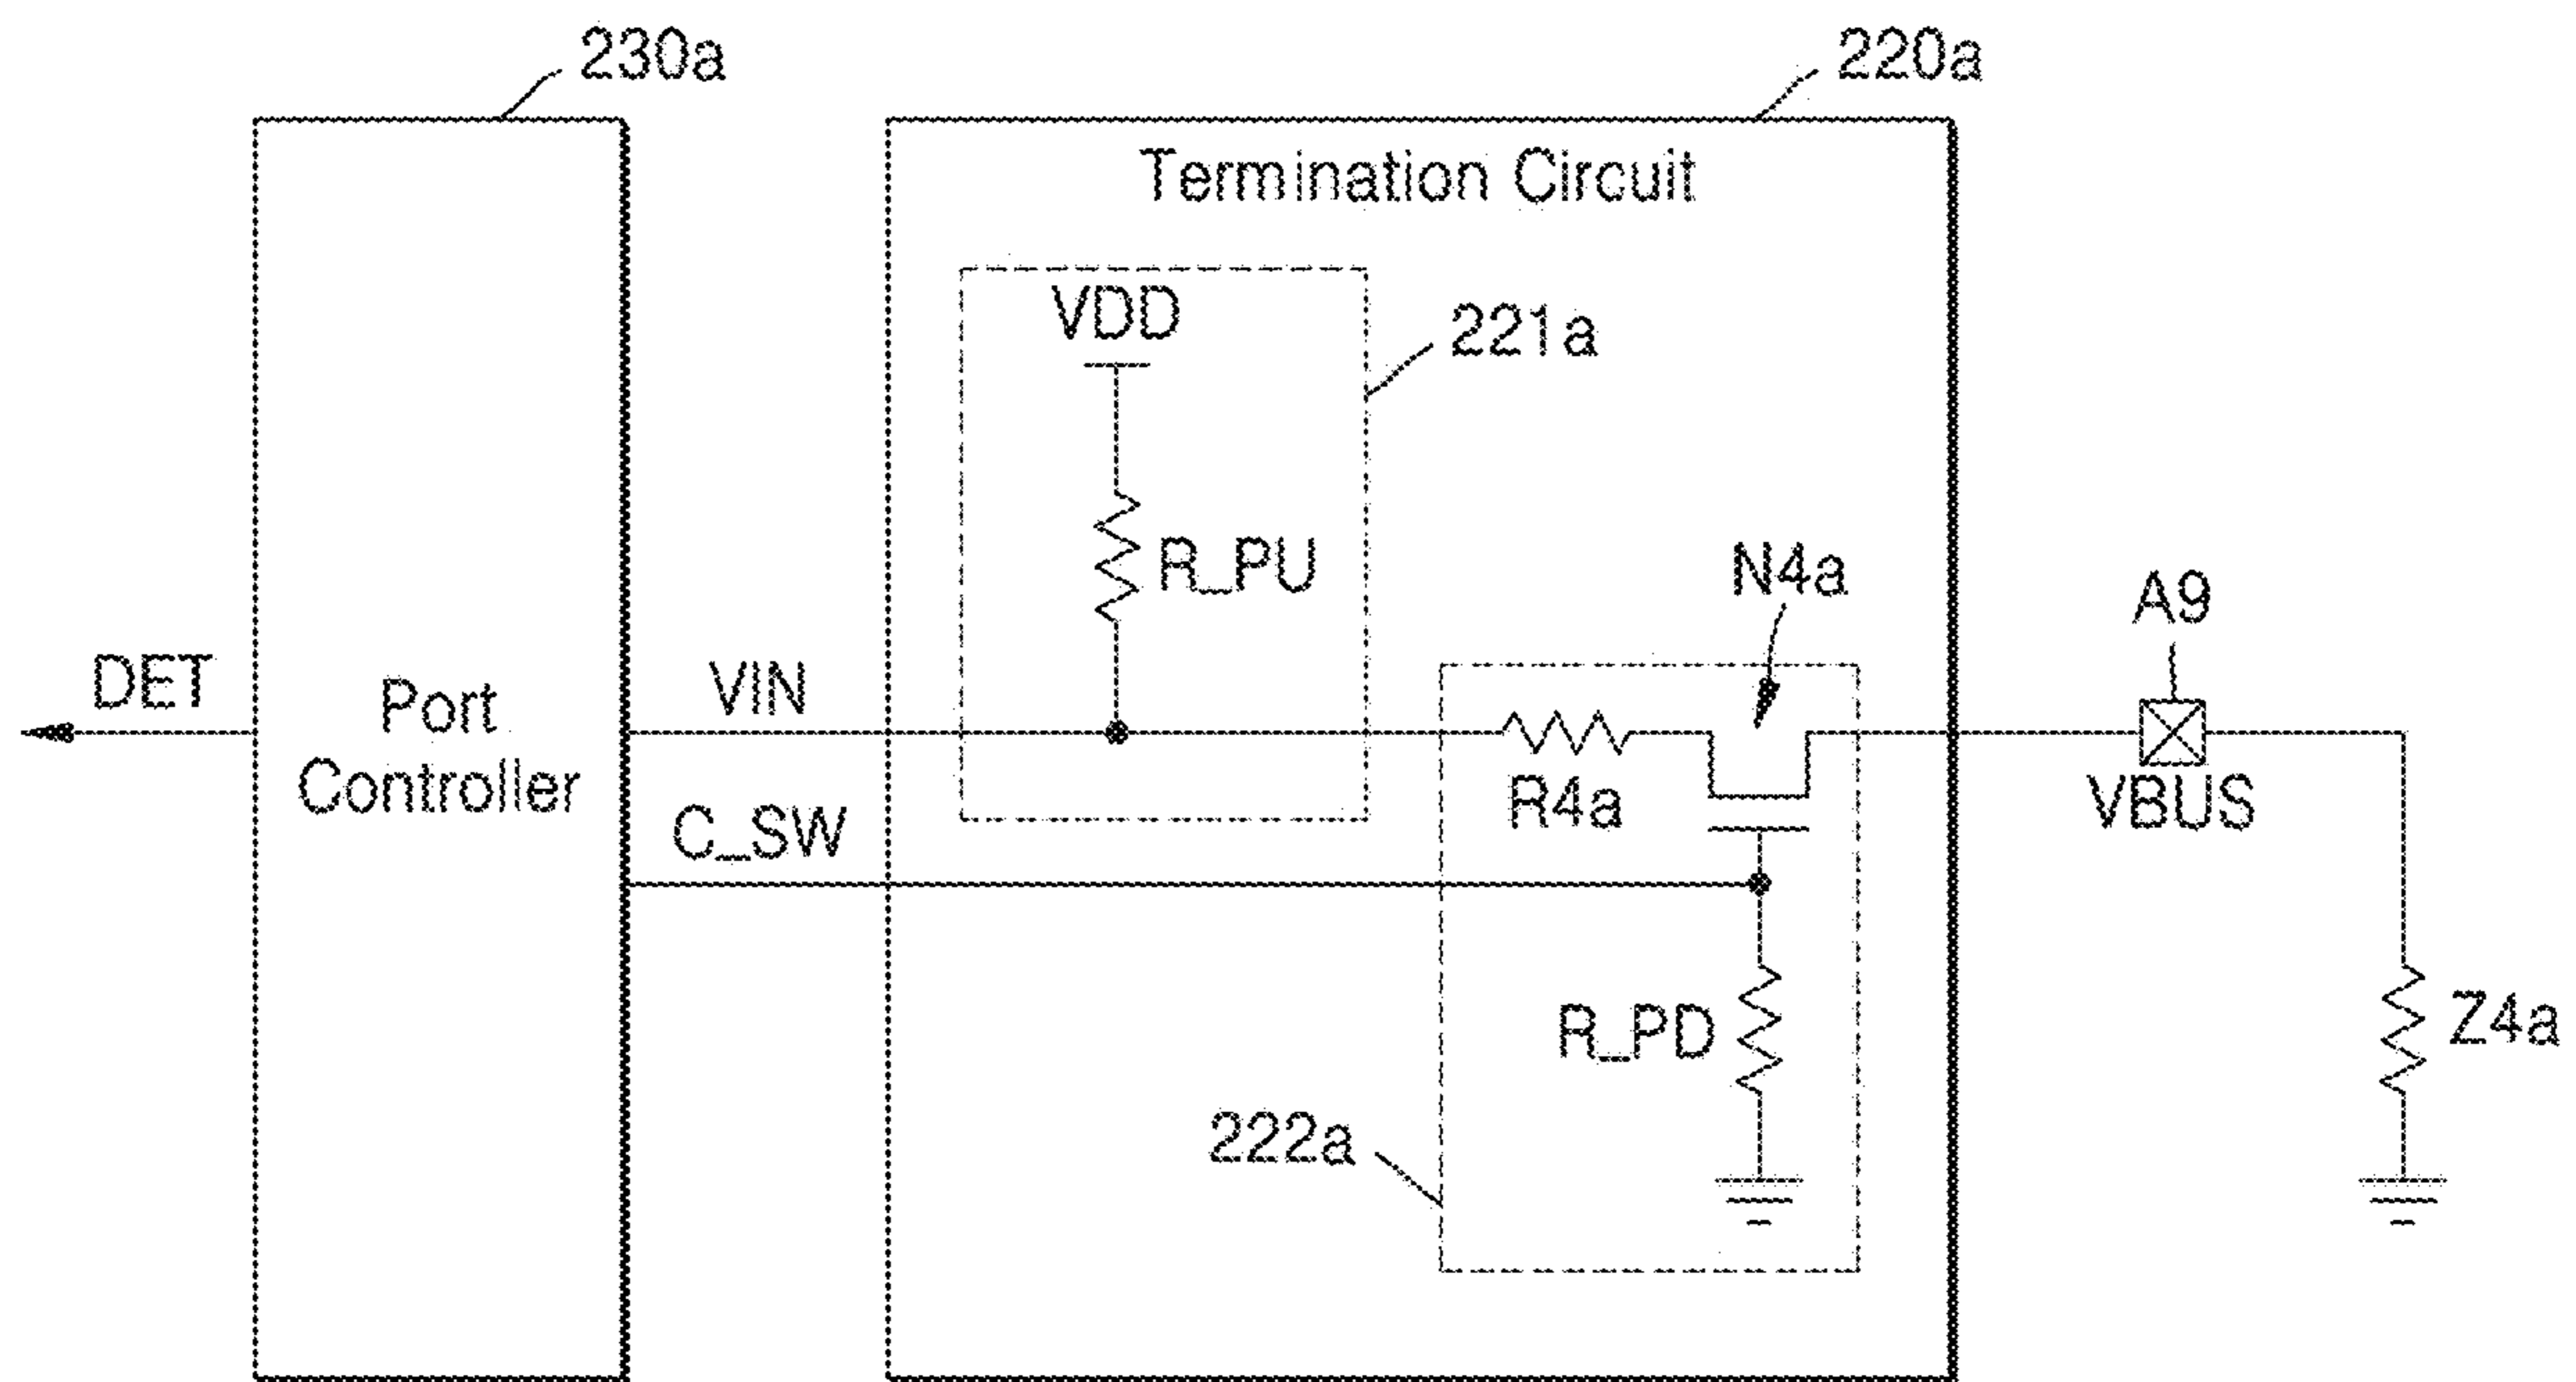 230a
220a
Termination Circuit
VDD
221a
R_PU
N4a
A9
DET
Port
Controller
VIN
R4a
VBUS
C_SW
R_PD
Z4a
222a